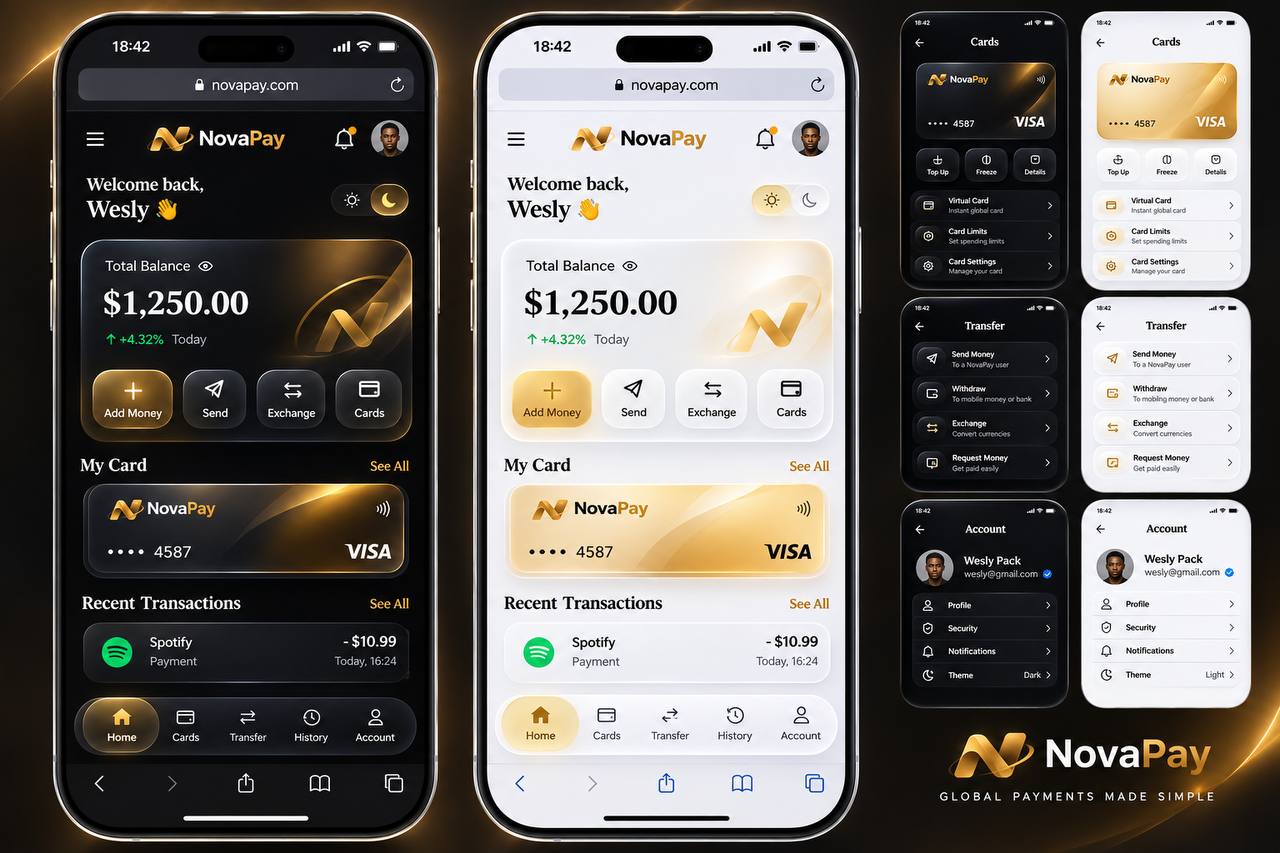 18:42
novapay.com
NovaPay
Welcome back,
Wesly 👋
Total Balance
$1,250.00
↑ +4.32% Today
Add Money
Send
Exchange
Cards
My Card
See All
NovaPay
•••• 4587
VISA
Recent Transactions
See All
Spotify
- $10.99
Payment
Today, 16:24
Home
Cards
Transfer
History
Account
18:42
novapay.com
NovaPay
Welcome back,
Wesly 👋
Total Balance
$1,250.00
↑ +4.32% Today
Add Money
Send
Exchange
Cards
My Card
See All
NovaPay
•••• 4587
VISA
Recent Transactions
See All
Spotify
- $10.99
Payment
Today, 16:24
Home
Cards
Transfer
History
Account
18:42
Cards
NovaPay
•••• 4587
VISA
Top Up
Freeze
Details
Virtual Card
Instant global card
Card Limits
Set spending limits
Card Settings
Manage your card
18:42
Cards
NovaPay
•••• 4587
VISA
Top Up
Freeze
Details
Virtual Card
Instant global card
Card Limits
Set spending limits
Card Settings
Manage your card
18:42
Transfer
Send Money
To a NovaPay user
Withdraw
To mobile money or bank
Exchange
Convert currencies
Request Money
Get paid easily
18:42
Transfer
Send Money
To a NovaPay user
Withdraw
To mobling money or bank
Exchange
Convert currencies
Request Money
Get paid easily
18:42
Account
Wesly Pack
wesly@gmail.com
Profile
Security
Notifications
Theme
Dark
18:42
Account
Wesly Pack
wesly@gmail.com
Profile
Security
Notifications
Theme
Light
NovaPay
GLOBAL PAYMENTS MADE SIMPLE